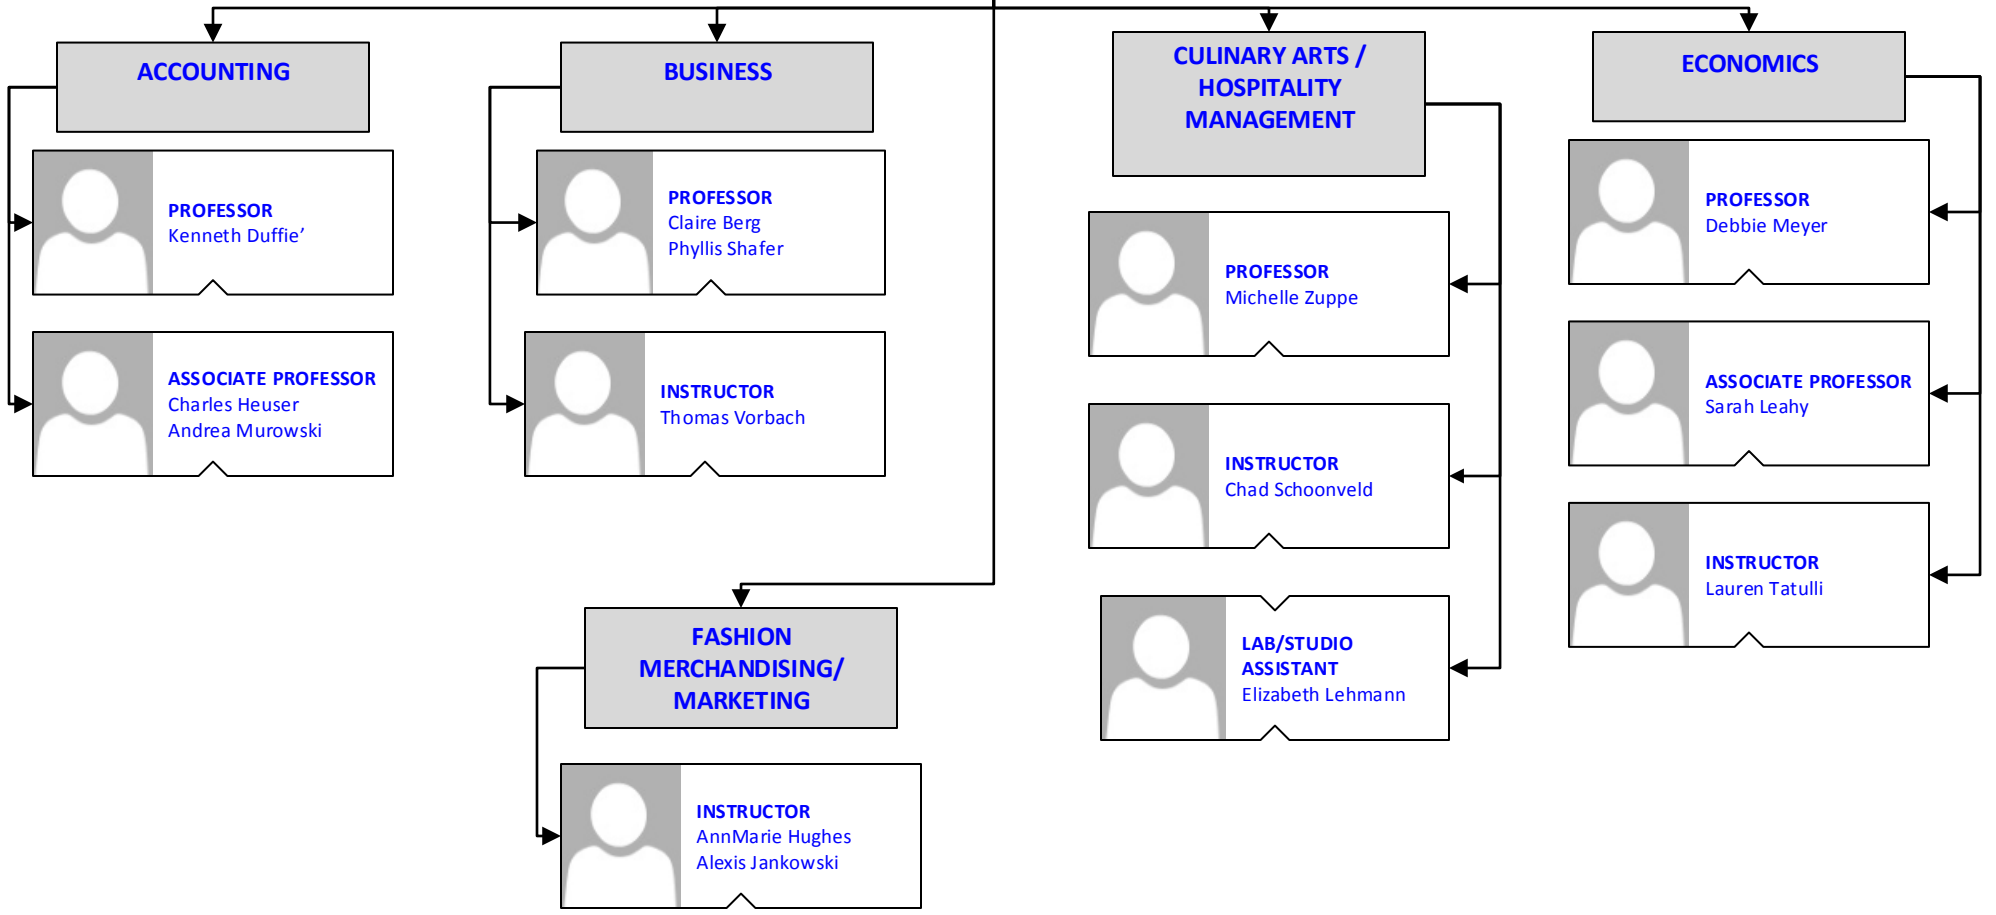 ACCOUNTING
PROFESSOR
Kenneth Duffie’
ASSOCIATE PROFESSOR
Charles Heuser
Andrea Murowski
BUSINESS
PROFESSOR
Claire Berg
Phyllis Shafer
INSTRUCTOR
Thomas Vorbach
CULINARY ARTS /
HOSPITALITY
MANAGEMENT
PROFESSOR
Michelle Zuppe
INSTRUCTOR
Chad Schoonveld
LAB/STUDIO
ASSISTANT
Elizabeth Lehmann
ECONOMICS
PROFESSOR
Debbie Meyer
ASSOCIATE PROFESSOR
Sarah Leahy
INSTRUCTOR
Lauren Tatulli
FASHION
MERCHANDISING/
MARKETING
INSTRUCTOR
AnnMarie Hughes
Alexis Jankowski